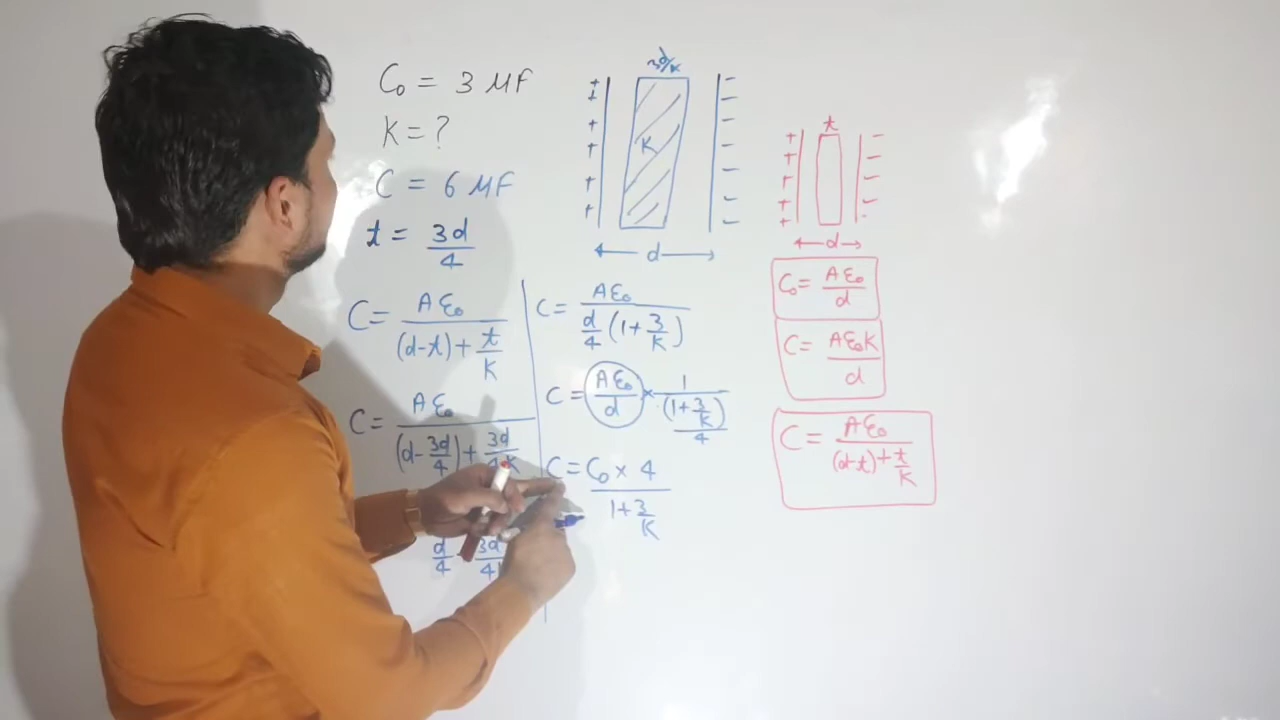 C₀ = 3 μF
K = ?
C = 6 μF
t = 3d/4
C = Aε₀/((d-t) + t/K)
C = Aε₀/((d - 3d/4) + 3d/4K)
d/4 3d/4
C = Aε₀/(d/4 (1 + 3/K))
C = Aε₀/d × 1/((1 + 3/K)/4)
C = C₀ × 4/(1 + 3/K)
+ + + + + +
K
- - - - - -
← d →
t
+ + + + +
- - - - -
← d →
C₀ = Aε₀/d
C = Aε₀K/d
C = Aε₀/((d-t) + t/K)